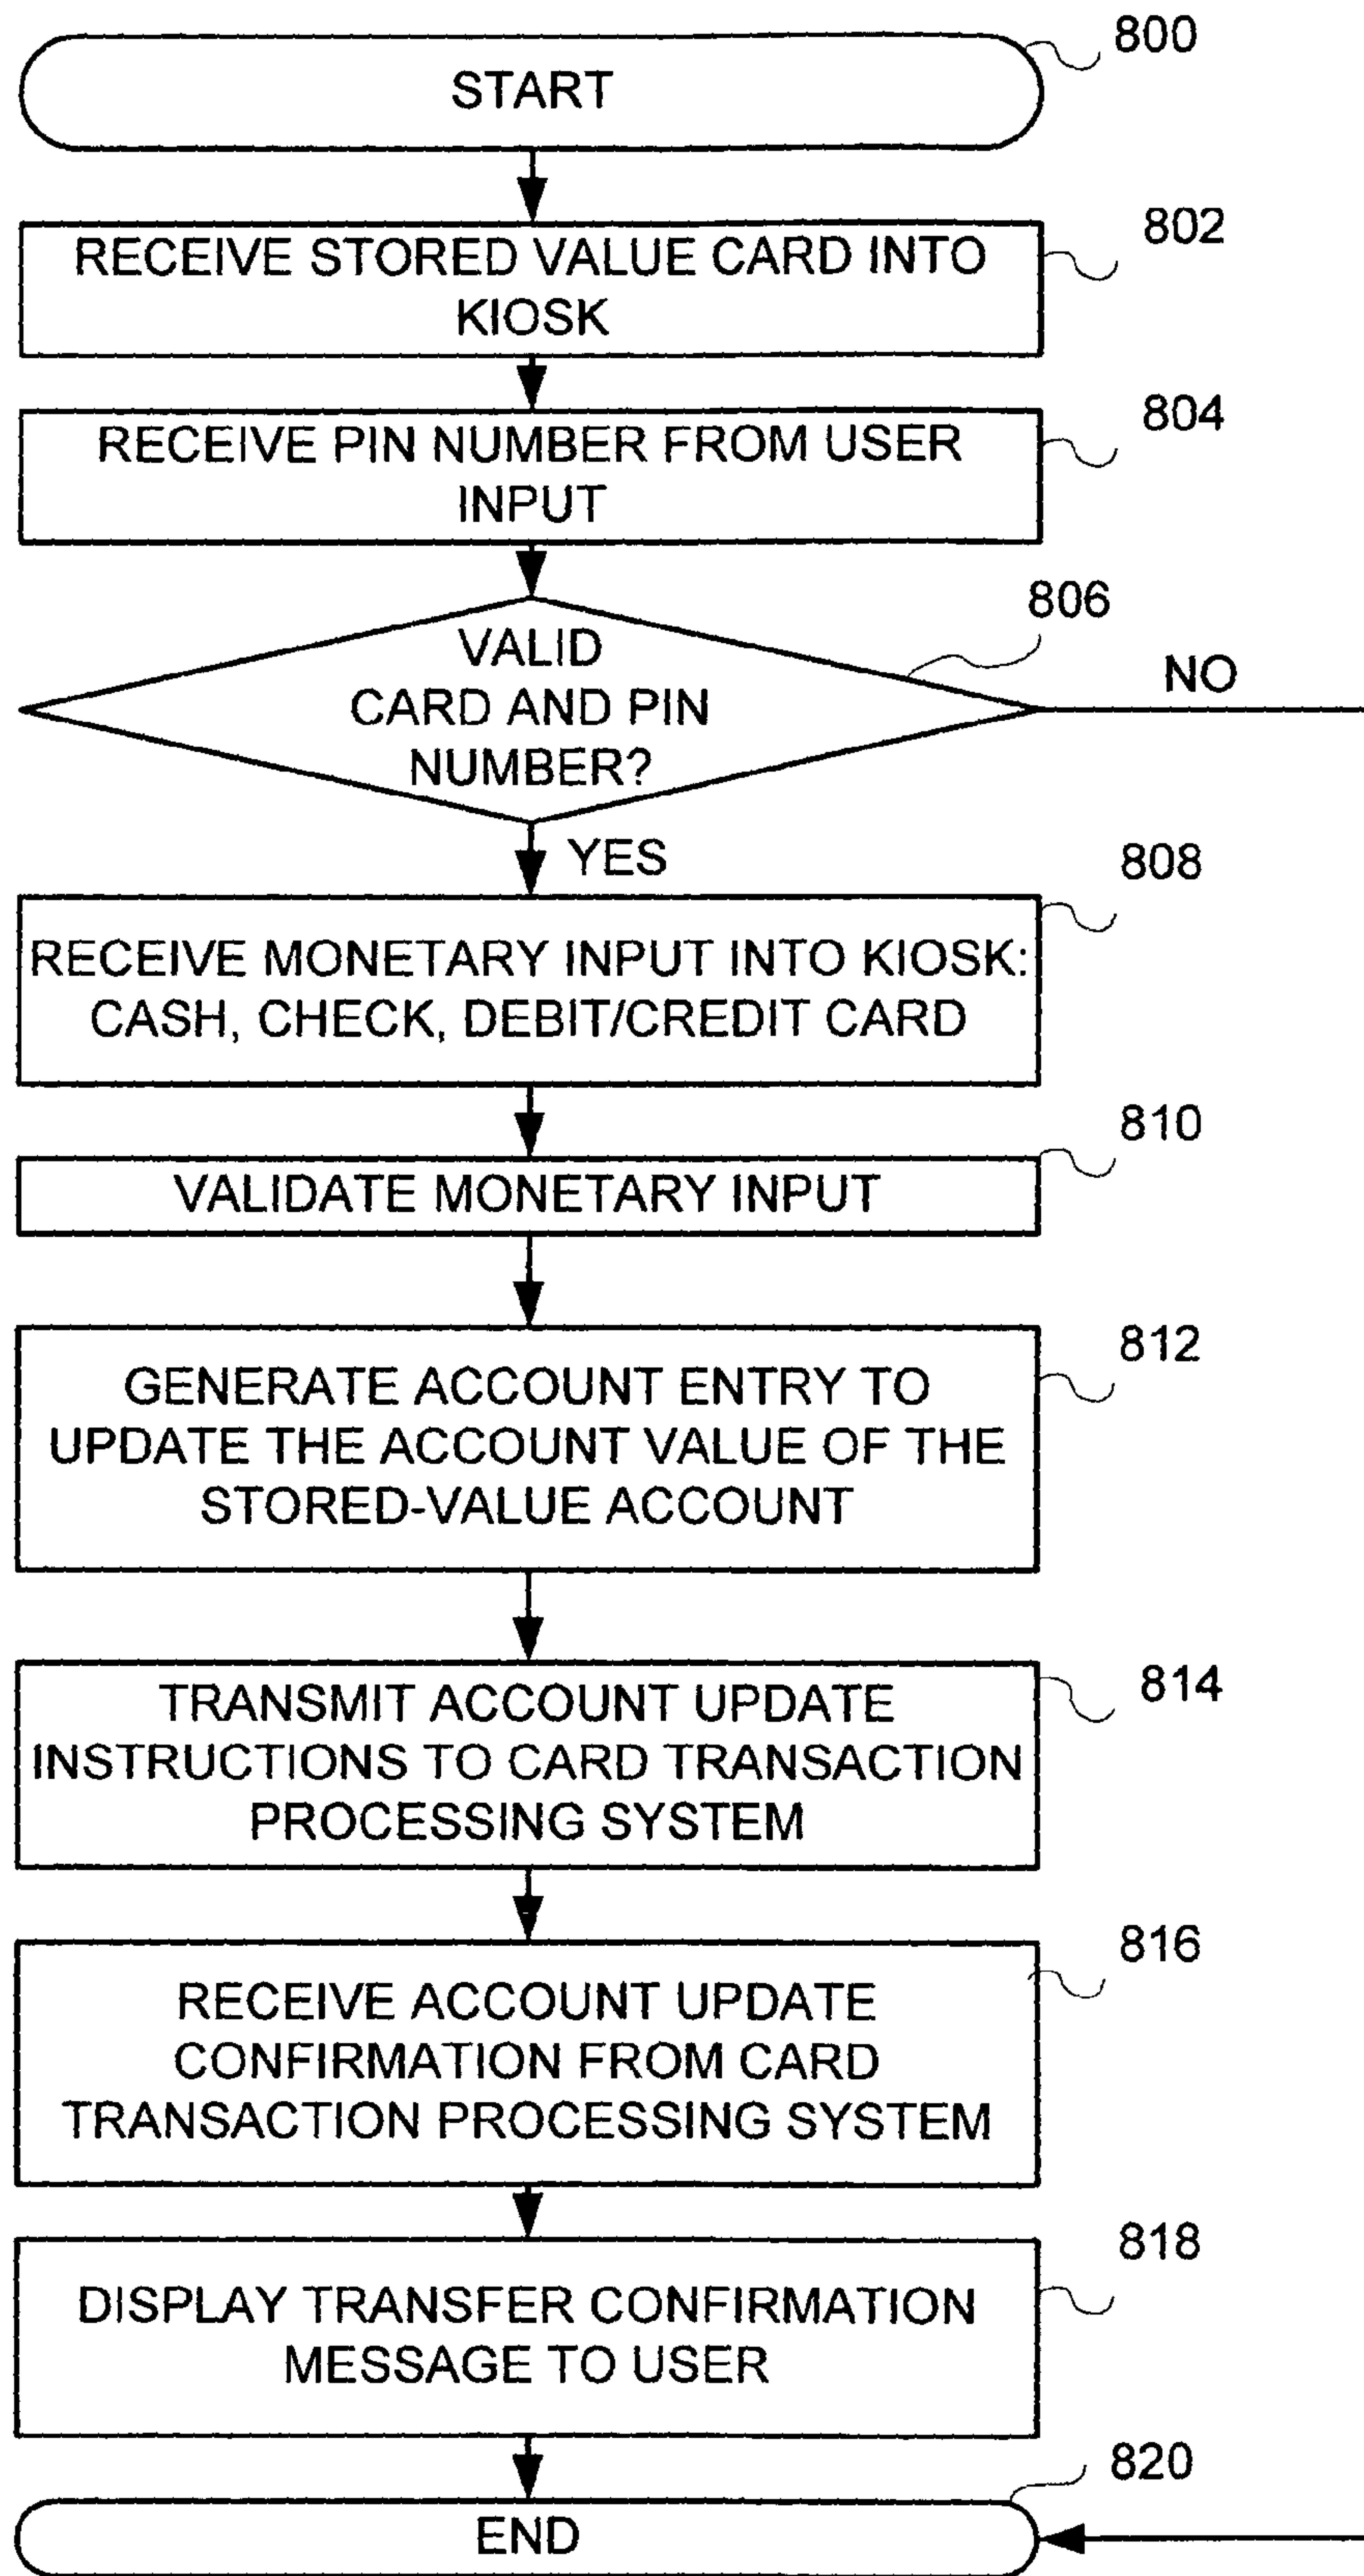 800
START
802
RECEIVE STORED VALUE CARD INTO
KIOSK
804
RECEIVE PIN NUMBER FROM USER
INPUT
806
VALID
CARD AND PIN
NUMBER?
NO
YES
808
RECEIVE MONETARY INPUT INTO KIOSK:
CASH, CHECK, DEBIT/CREDIT CARD
810
VALIDATE MONETARY INPUT
812
GENERATE ACCOUNT ENTRY TO
UPDATE THE ACCOUNT VALUE OF THE
STORED-VALUE ACCOUNT
814
TRANSMIT ACCOUNT UPDATE
INSTRUCTIONS TO CARD TRANSACTION
PROCESSING SYSTEM
816
RECEIVE ACCOUNT UPDATE
CONFIRMATION FROM CARD
TRANSACTION PROCESSING SYSTEM
818
DISPLAY TRANSFER CONFIRMATION
MESSAGE TO USER
820
END